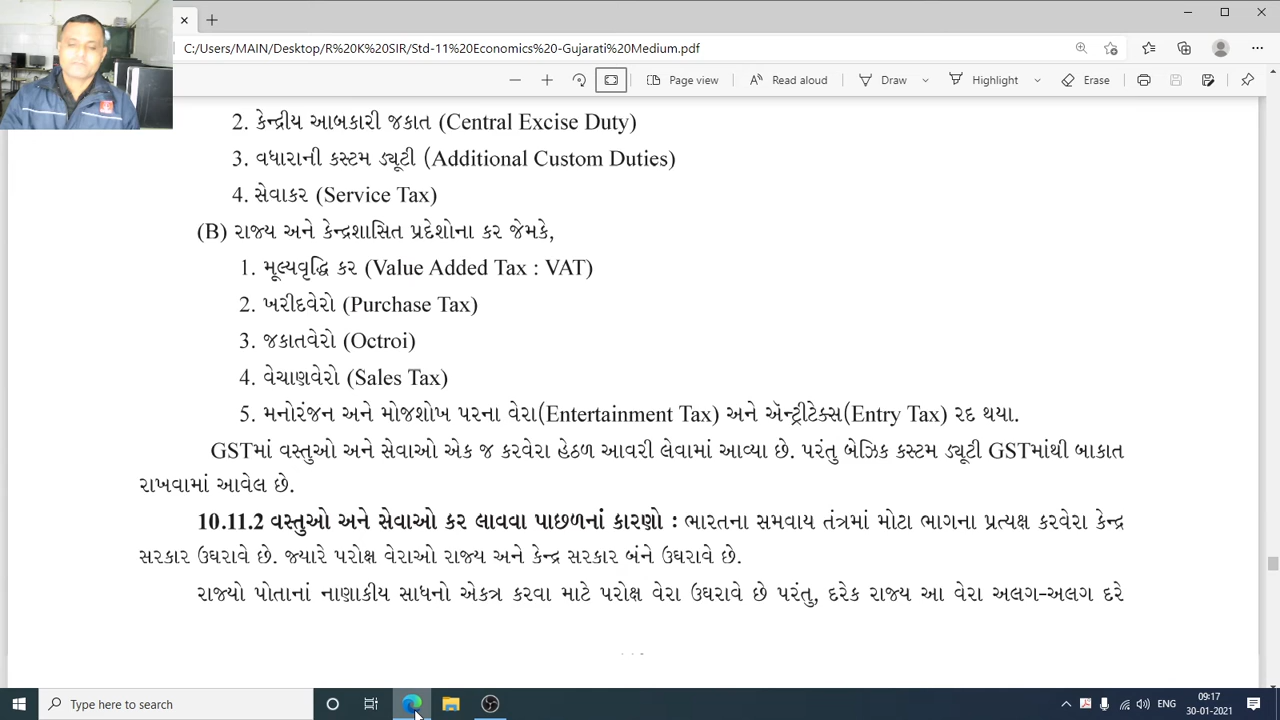 C:/Users/MAIN/Desktop/R%20K%20SIR/Std-11%20Economics%20-Gujarati%20Medium.pdf
Page view
Read aloud
Draw
Highlight
Erase
2. કેન્દ્રીય આબકારી જકાત (Central Excise Duty)
3. વધારાની કસ્ટમ ડ્યૂટી (Additional Custom Duties)
4. સેવાકર (Service Tax)
(B) રાજ્ય અને કેન્દ્રશાસિત પ્રદેશોના કર જેમકે,
1. મૂલ્યવૃદ્ધિ કર (Value Added Tax : VAT)
2. ખરીદવેરો (Purchase Tax)
3. જકાતવેરો (Octroi)
4. વેચાણવેરો (Sales Tax)
5. મનોરંજન અને મોજશોખ પરના વેરા(Entertainment Tax) અને ઍન્ટ્રીટેક્સ(Entry Tax) રદ થયા.
GSTમાં વસ્તુઓ અને સેવાઓ એક જ કરવેરા હેઠળ આવરી લેવામાં આવ્યા છે. પરંતુ બેઝિક કસ્ટમ ડ્યૂટી GSTમાંથી બાકાત
રાખવામાં આવેલ છે.
10.11.2 વસ્તુઓ અને સેવાઓ કર લાવવા પાછળનાં કારણો : ભારતના સમવાય તંત્રમાં મોટા ભાગના પ્રત્યક્ષ કરવેરા કેન્દ્ર
સરકાર ઉઘરાવે છે. જ્યારે પરોક્ષ વેરાઓ રાજ્ય અને કેન્દ્ર સરકાર બંને ઉઘરાવે છે.
રાજ્યો પોતાનાં નાણાકીય સાધનો એકત્ર કરવા માટે પરોક્ષ વેરા ઉઘરાવે છે પરંતુ, દરેક રાજ્ય આ વેરા અલગ-અલગ દરે
Type here to search
ENG
09:17
30-01-2021